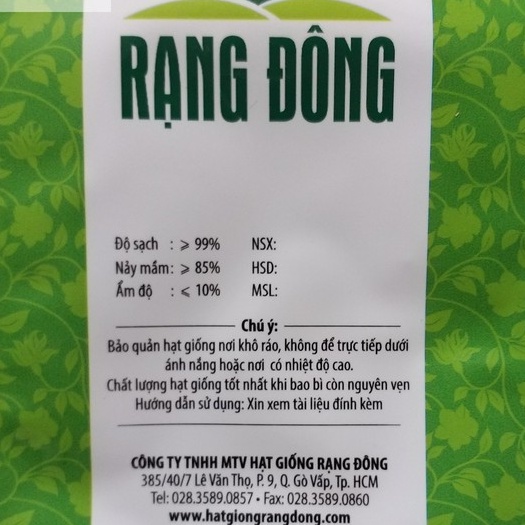 RẠNG ĐÔNG
Độ sạch : ⩾ 99% NSX:
Nảy mầm: ⩾ 85% HSD:
Ẩm độ : ⩽ 10% MSL:
Chú ý:
Bảo quản hạt giống nơi khô ráo, không để trực tiếp dưới
ánh nắng hoặc nơi có nhiệt độ cao.
Chất lượng hạt giống tốt nhất khi bao bì còn nguyên vẹn
Hướng dẫn sử dụng: Xin xem tài liệu đính kèm
CÔNG TY TNHH MTV HẠT GIỐNG RẠNG ĐÔNG
385/40/7 Lê Văn Thọ, P. 9, Q. Gò Vấp, Tp. HCM
Tel: 028.3589.0857 • Fax: 028.3589.0860
www.hatgiongrangdong.com